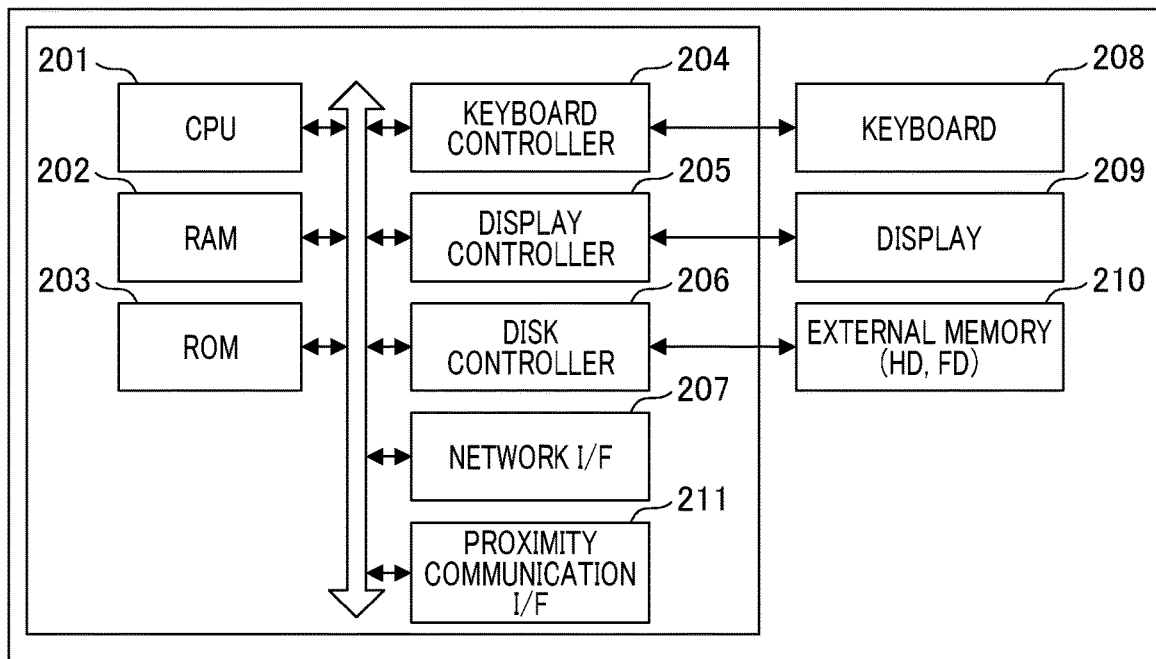 201
CPU
202
RAM
203
ROM
204
KEYBOARD
CONTROLLER
205
DISPLAY
CONTROLLER
206
DISK
CONTROLLER
207
NETWORK I/F
211
PROXIMITY
COMMUNICATION
I/F
208
KEYBOARD
209
DISPLAY
210
EXTERNAL MEMORY
(HD, FD)